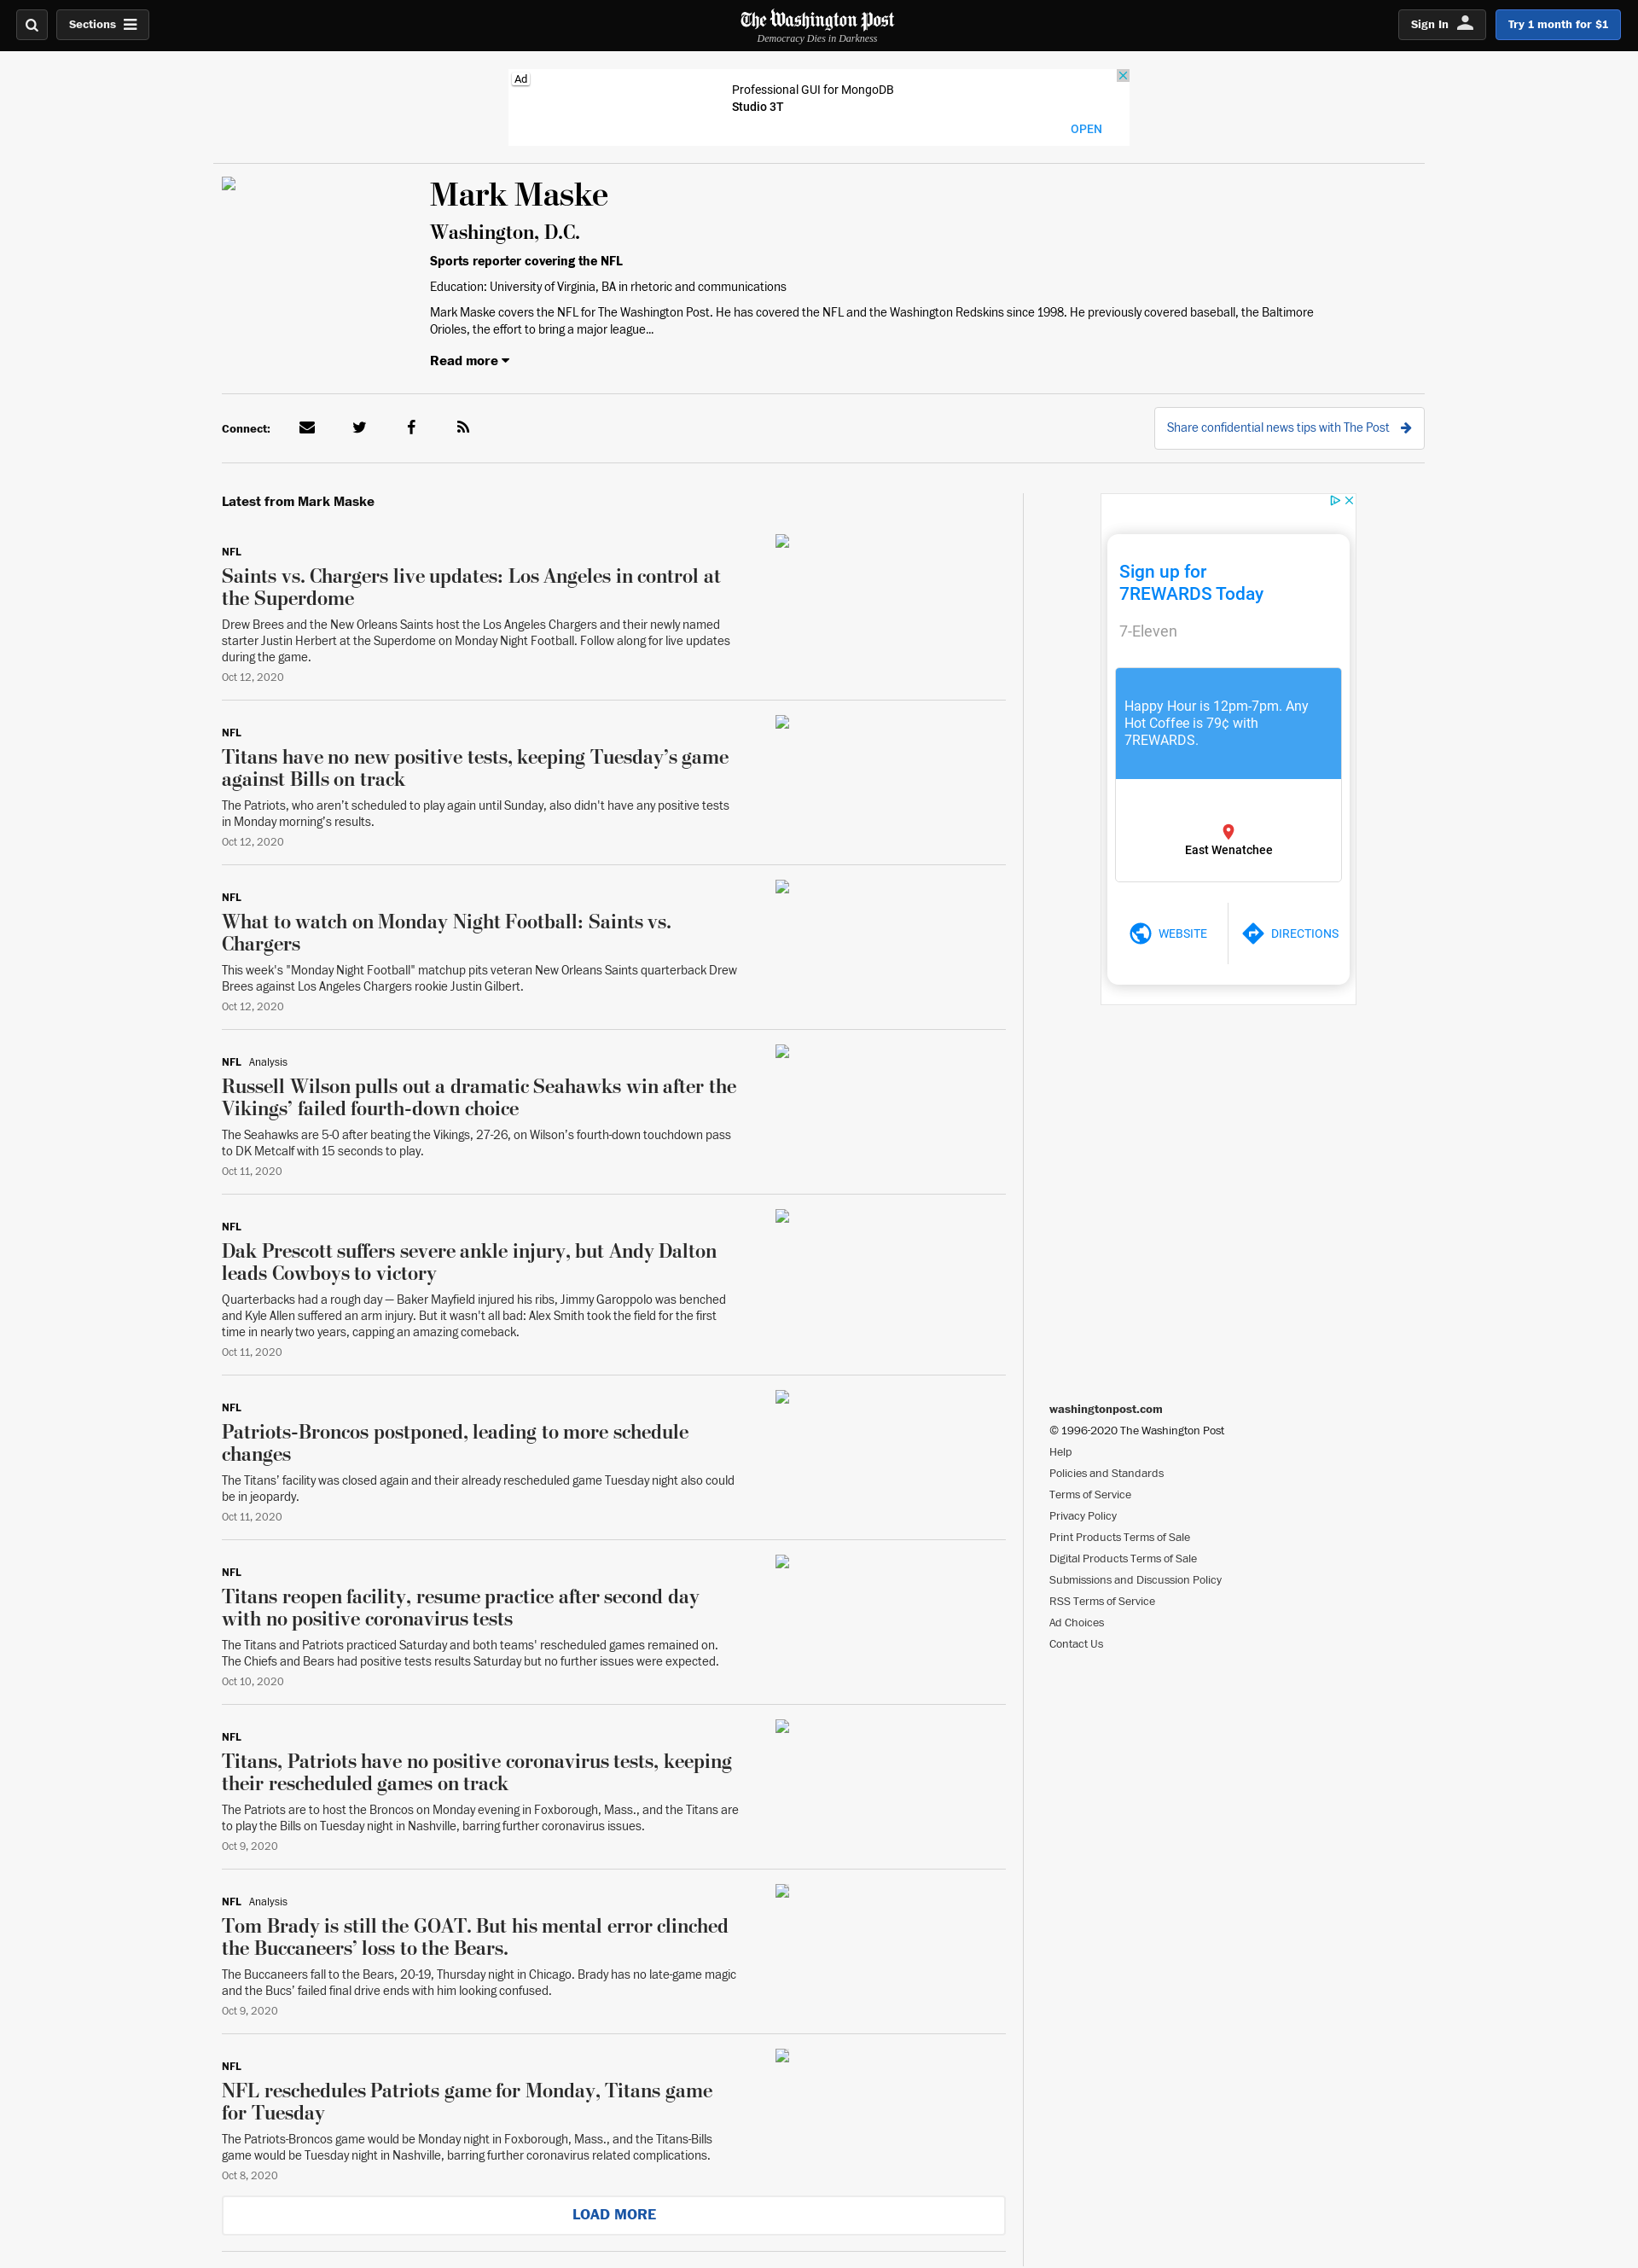 Sections
The Washington Post
Democracy Dies in Darkness
Sign In
Try 1 month for $1
Ad
Professional GUI for MongoDB
Studio 3T
OPEN
Mark Maske
Washington, D.C.
Sports reporter covering the NFL
Education: University of Virginia, BA in rhetoric and communications
Mark Maske covers the NFL for The Washington Post. He has covered the NFL and the Washington Redskins since 1998. He previously covered baseball, the Baltimore
Orioles, the effort to bring a major league...
Read more
Connect:
Share confidential news tips with The Post
Latest from Mark Maske
NFL
Saints vs. Chargers live updates: Los Angeles in control at
the Superdome
Drew Brees and the New Orleans Saints host the Los Angeles Chargers and their newly named
starter Justin Herbert at the Superdome on Monday Night Football. Follow along for live updates
during the game.
Oct 12, 2020
NFL
Titans have no new positive tests, keeping Tuesday’s game
against Bills on track
The Patriots, who aren't scheduled to play again until Sunday, also didn't have any positive tests
in Monday morning's results.
Oct 12, 2020
NFL
What to watch on Monday Night Football: Saints vs.
Chargers
This week's "Monday Night Football" matchup pits veteran New Orleans Saints quarterback Drew
Brees against Los Angeles Chargers rookie Justin Gilbert.
Oct 12, 2020
NFL Analysis
Russell Wilson pulls out a dramatic Seahawks win after the
Vikings’ failed fourth-down choice
The Seahawks are 5-0 after beating the Vikings, 27-26, on Wilson’s fourth-down touchdown pass
to DK Metcalf with 15 seconds to play.
Oct 11, 2020
NFL
Dak Prescott suffers severe ankle injury, but Andy Dalton
leads Cowboys to victory
Quarterbacks had a rough day — Baker Mayfield injured his ribs, Jimmy Garoppolo was benched
and Kyle Allen suffered an arm injury. But it wasn't all bad: Alex Smith took the field for the first
time in nearly two years, capping an amazing comeback.
Oct 11, 2020
NFL
Patriots-Broncos postponed, leading to more schedule
changes
The Titans’ facility was closed again and their already rescheduled game Tuesday night also could
be in jeopardy.
Oct 11, 2020
NFL
Titans reopen facility, resume practice after second day
with no positive coronavirus tests
The Titans and Patriots practiced Saturday and both teams' rescheduled games remained on.
The Chiefs and Bears had positive tests results Saturday but no further issues were expected.
Oct 10, 2020
NFL
Titans, Patriots have no positive coronavirus tests, keeping
their rescheduled games on track
The Patriots are to host the Broncos on Monday evening in Foxborough, Mass., and the Titans are
to play the Bills on Tuesday night in Nashville, barring further coronavirus issues.
Oct 9, 2020
NFL Analysis
Tom Brady is still the GOAT. But his mental error clinched
the Buccaneers’ loss to the Bears.
The Buccaneers fall to the Bears, 20-19, Thursday night in Chicago. Brady has no late-game magic
and the Bucs’ failed final drive ends with him looking confused.
Oct 9, 2020
NFL
NFL reschedules Patriots game for Monday, Titans game
for Tuesday
The Patriots-Broncos game would be Monday night in Foxborough, Mass., and the Titans-Bills
game would be Tuesday night in Nashville, barring further coronavirus related complications.
Oct 8, 2020
LOAD MORE
Sign up for
7REWARDS Today
7-Eleven
Happy Hour is 12pm-7pm. Any
Hot Coffee is 79¢ with
7REWARDS.
East Wenatchee
WEBSITE
DIRECTIONS
washingtonpost.com
© 1996-2020 The Washington Post
Help
Policies and Standards
Terms of Service
Privacy Policy
Print Products Terms of Sale
Digital Products Terms of Sale
Submissions and Discussion Policy
RSS Terms of Service
Ad Choices
Contact Us